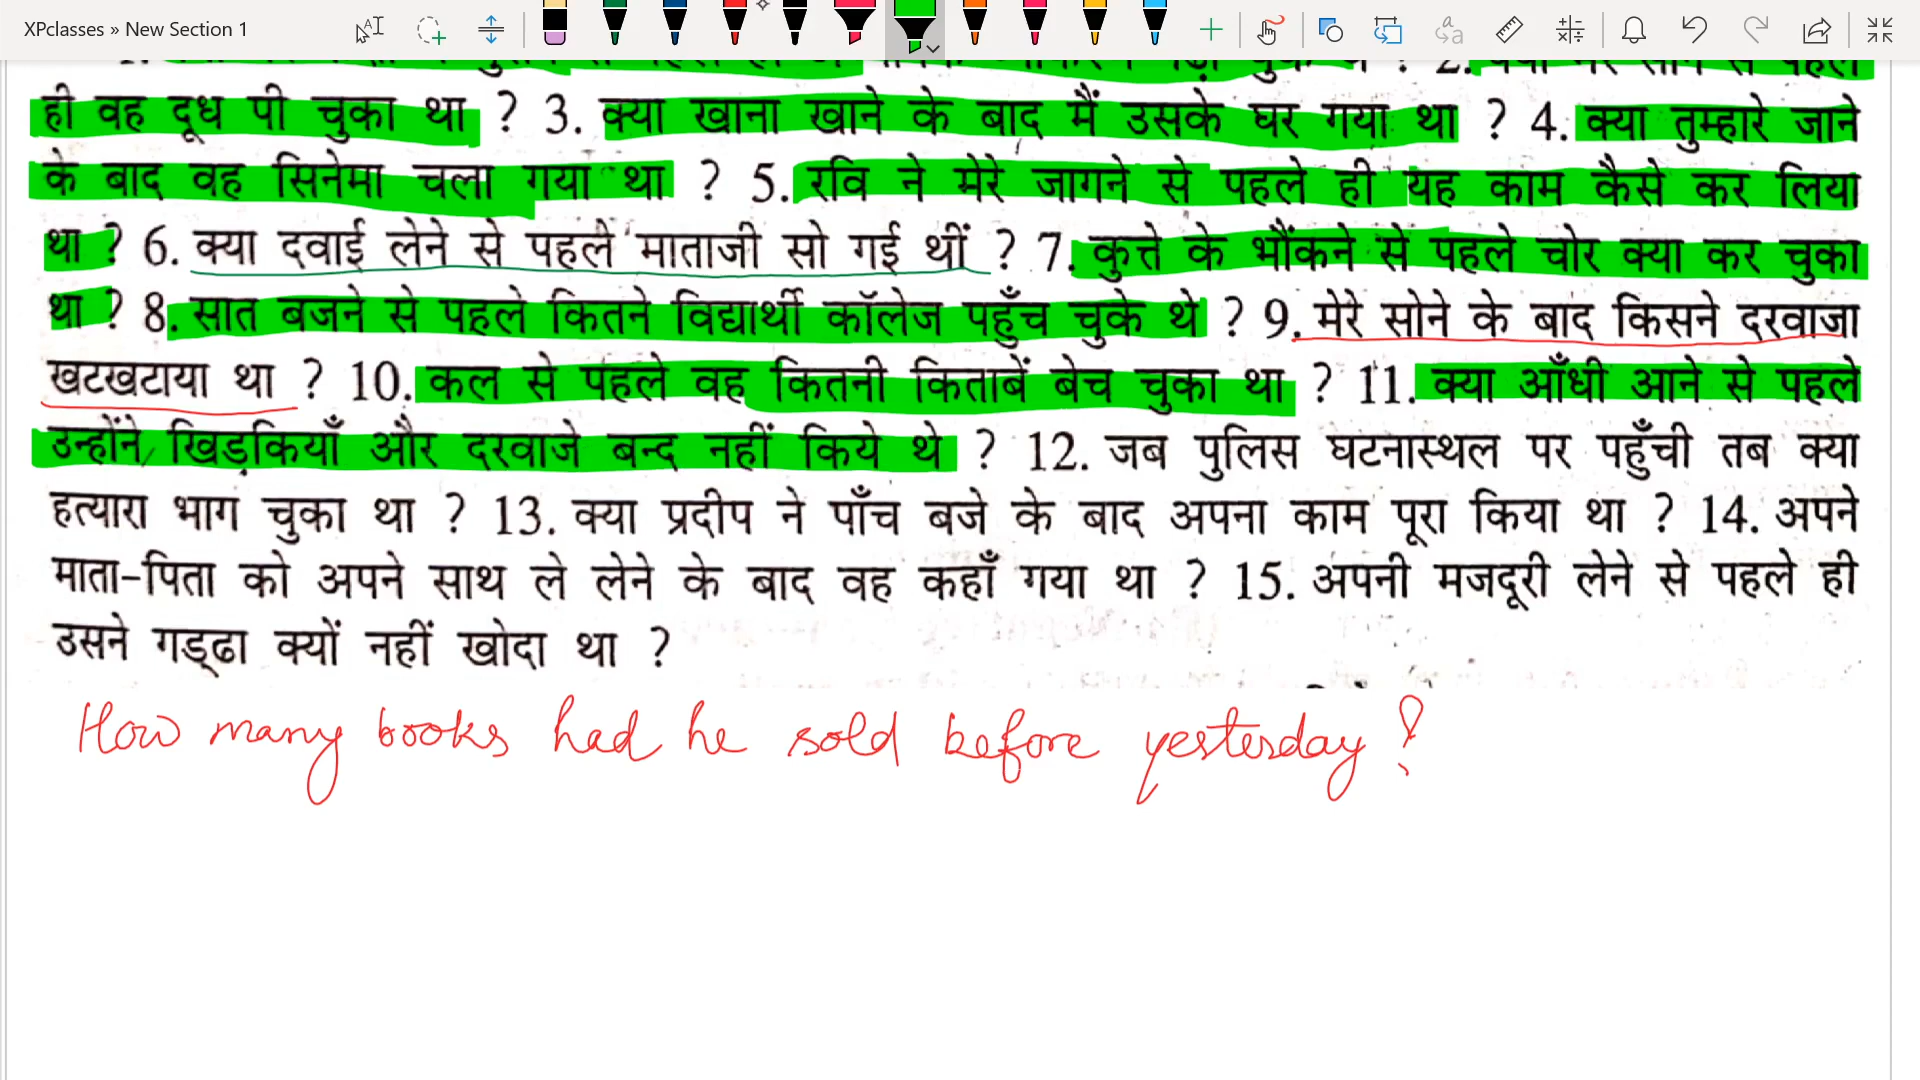 XPclasses » New Section 1
ही वह दूध पी चुका था ? 3. क्या खाना खाने के बाद मैं उसके घर गया था ? 4. क्या तुम्हारे जाने
के बाद वह सिनेमा चला गया था ? 5. रवि ने मेरे जागने से पहले ही यह काम कैसे कर लिया
था ? 6. क्या दवाई लेने से पहले माताजी सो गई थीं ? 7. कुत्ते के भौंकने से पहले चोर क्या कर चुका
था ? 8. सात बजने से पहले कितने विद्यार्थी कॉलेज पहुँच चुके थे ? 9. मेरे सोने के बाद किसने दरवाजा
खटखटाया था ? 10. कल से पहले वह कितनी किताबें बेच चुका था ? 11. क्या आँधी आने से पहले
उन्होंने खिड़कियाँ और दरवाजे बन्द नहीं किये थे ? 12. जब पुलिस घटनास्थल पर पहुँची तब क्या
हत्यारा भाग चुका था ? 13. क्या प्रदीप ने पाँच बजे के बाद अपना काम पूरा किया था ? 14. अपने
माता-पिता को अपने साथ ले लेने के बाद वह कहाँ गया था ? 15. अपनी मजदूरी लेने से पहले ही
उसने गड्ढा क्यों नहीं खोदा था ?
How many books had he sold before yesterday?